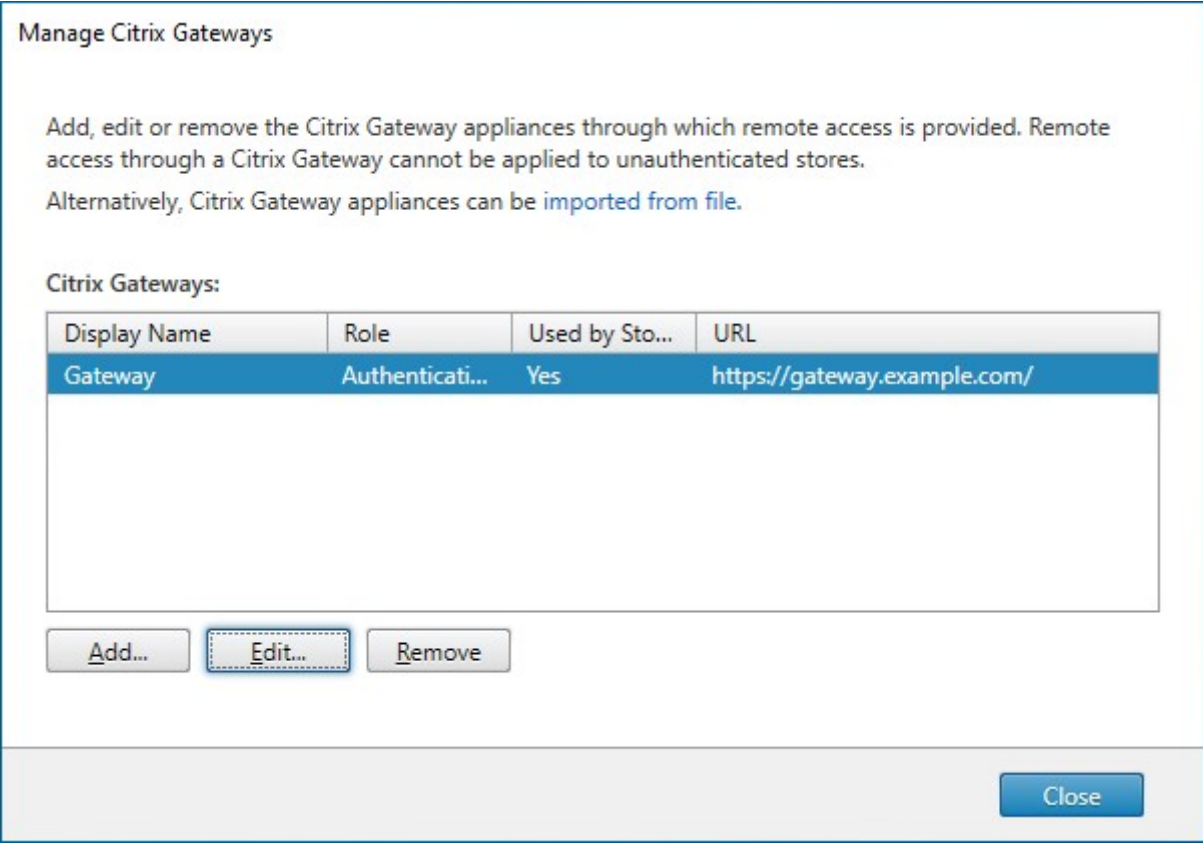 Manage Citrix Gateways
Add, edit or remove the Citrix Gateway appliances through which remote access is provided. Remote
access through a Citrix Gateway cannot be applied to unauthenticated stores.
Alternatively, Citrix Gateway appliances can be imported from file.
Citrix Gateways:
Display Name Role Used by Sto... URL
Gateway Authenticati... Yes https://gateway.example.com/
Add... Edit... Remove
Close